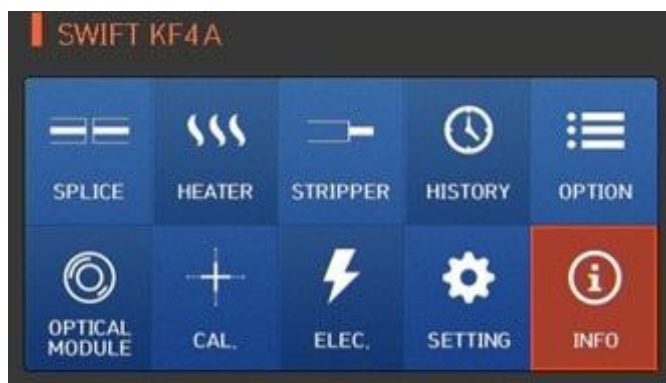 SWIFT KF4A
SPLICE
HEATER
STRIPPER
HISTORY
OPTION
OPTICAL
MODULE
CAL.
ELEC.
SETTING
INFO